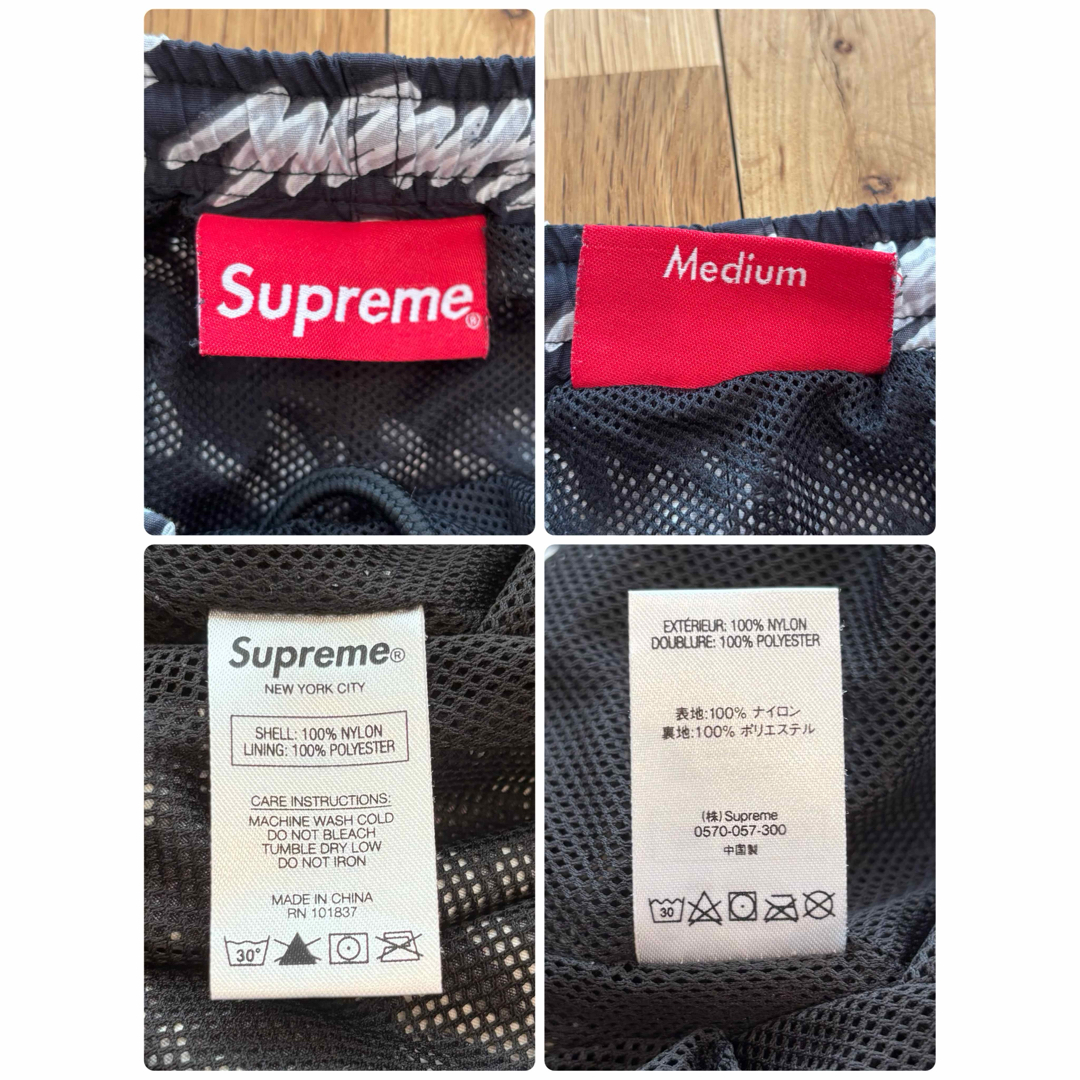 Supreme®
Medium
Supreme®
NEW YORK CITY
SHELL: 100% NYLON
LINING: 100% POLYESTER
CARE INSTRUCTIONS:
MACHINE WASH COLD
DO NOT BLEACH
TUMBLE DRY LOW
DO NOT IRON
MADE IN CHINA
RN 101837
30°
EXTÉRIEUR: 100% NYLON
DOUBLURE: 100% POLYESTER
表地:100% ナイロン
裏地:100% ポリエステル
(株)Supreme
0570-057-300
中国製
30